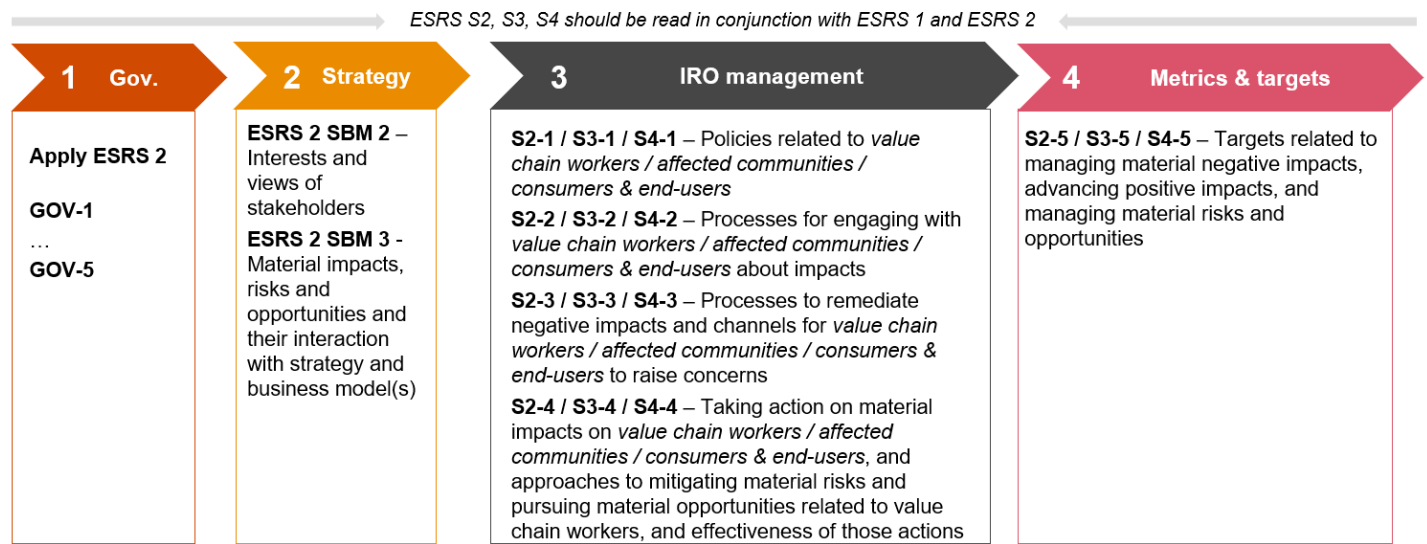 ESRS S2, S3, S4 should be read in conjunction with ESRS 1 and ESRS 2
1 Gov.
Apply ESRS 2
GOV-1
…
GOV-5
2 Strategy
ESRS 2 SBM 2 –
Interests and
views of
stakeholders
ESRS 2 SBM 3 -
Material impacts,
risks and
opportunities and
their interaction
with strategy and
business model(s)
3 IRO management
S2-1 / S3-1 / S4-1 – Policies related to value
chain workers / affected communities /
consumers & end-users
S2-2 / S3-2 / S4-2 – Processes for engaging with
value chain workers / affected communities /
consumers & end-users about impacts
S2-3 / S3-3 / S4-3 – Processes to remediate
negative impacts and channels for value chain
workers / affected communities / consumers &
end-users to raise concerns
S2-4 / S3-4 / S4-4 – Taking action on material
impacts on value chain workers / affected
communities / consumers & end-users, and
approaches to mitigating material risks and
pursuing material opportunities related to value
chain workers, and effectiveness of those actions
4 Metrics & targets
S2-5 / S3-5 / S4-5 – Targets related to
managing material negative impacts,
advancing positive impacts, and
managing material risks and
opportunities